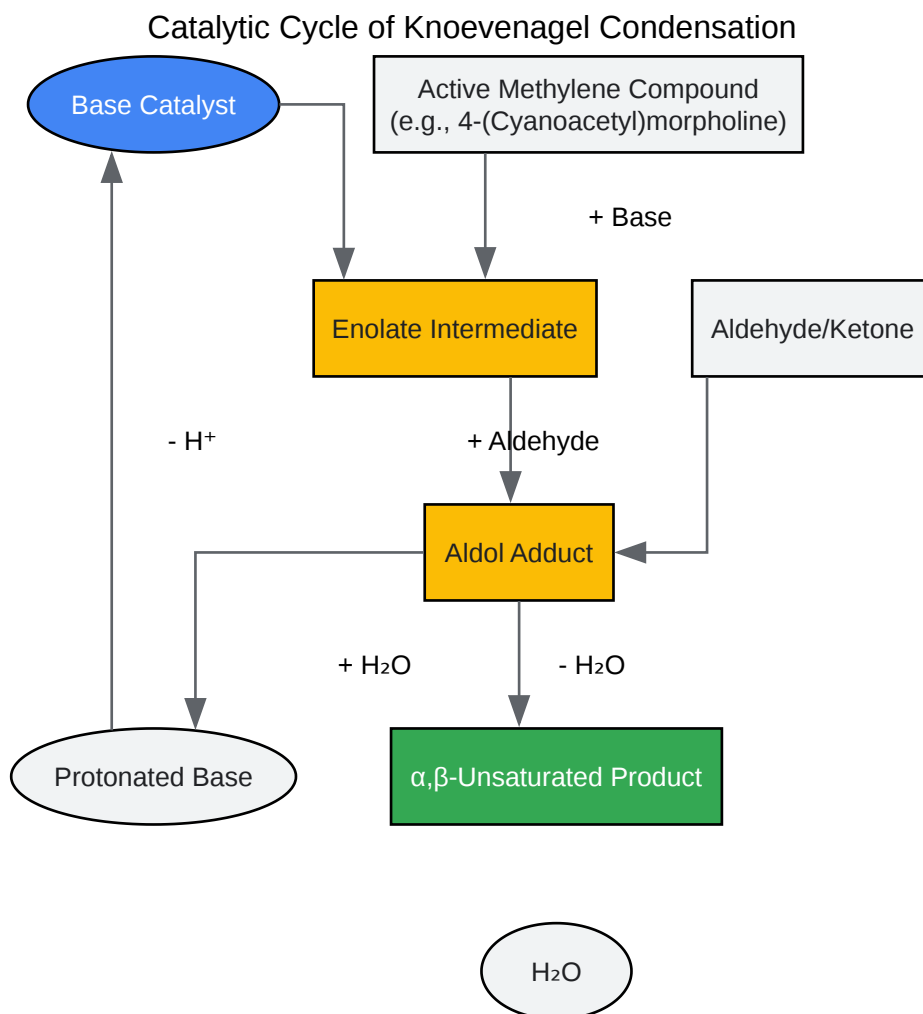 Catalytic Cycle of Knoevenagel Condensation
Base Catalyst
Active Methylene Compound
(e.g., 4-(Cyanoacetyl)morpholine)
+ Base
Enolate Intermediate
Aldehyde/Ketone
- H⁺
+ Aldehyde
Aldol Adduct
+ H₂O
- H₂O
Protonated Base
α,β-Unsaturated Product
H₂O